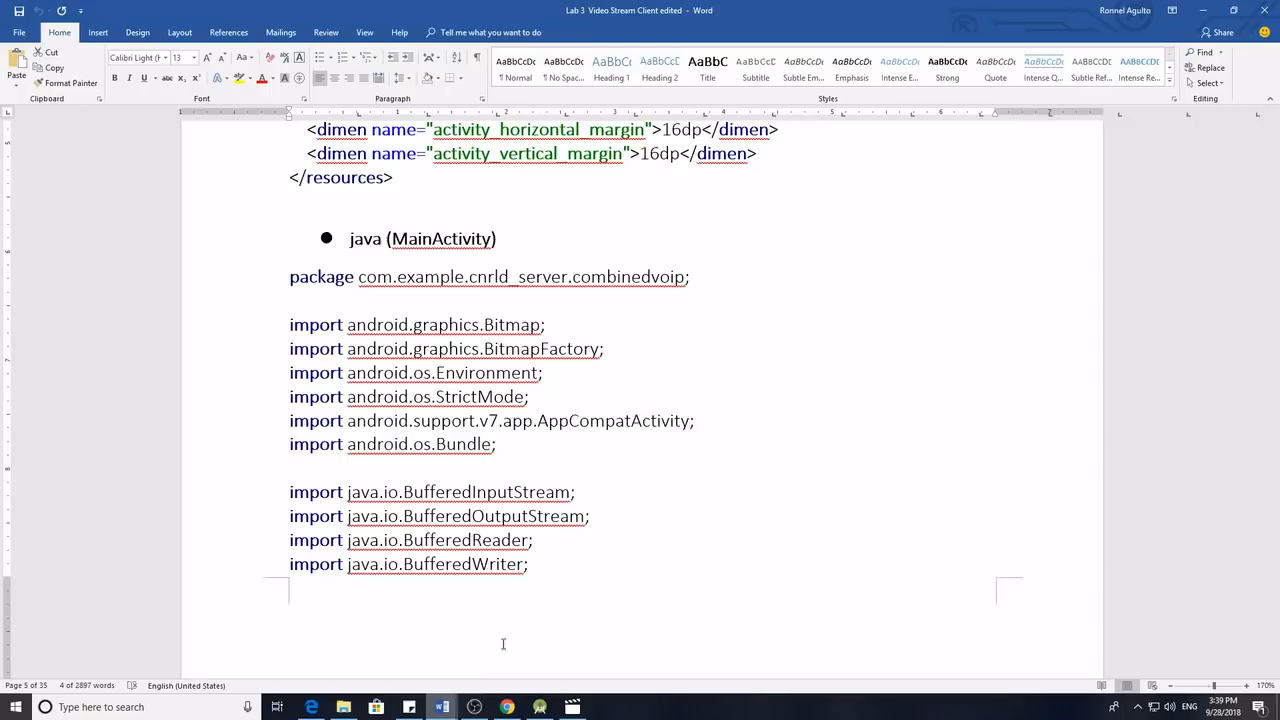 Lab 3 Video Stream Client edited - Word
Ronnel Agulto
File Home Insert Design Layout References Mailings Review View Help Tell me what you want to do
Share
Paste
Cut
Copy
Format Painter
Clipboard
Calibri Light (H 13
Font
Paragraph
AaBbCcDc AaBbCcDc AaBbC AaBbCc AaBbC AaBbCcD AaBbCcDc AaBbCcDc AaBbCcDc AaBbCcDc AaBbCcDc AaBbCcDc AaBbCcDc AABBCCDC
¶ Normal ¶ No Spac... Heading 1 Heading 2 Title Subtitle Subtle Em... Emphasis Intense E... Strong Quote Intense Q... Subtle Ref... Intense Re...
Styles
Find
Replace
Select
Editing
<dimen name="activity_horizontal_margin">16dp</dimen>
<dimen name="activity_vertical_margin">16dp</dimen>
</resources>
● java (MainActivity)
package com.example.cnrld_server.combinedvoip;
import android.graphics.Bitmap;
import android.graphics.BitmapFactory;
import android.os.Environment;
import android.os.StrictMode;
import android.support.v7.app.AppCompatActivity;
import android.os.Bundle;
import java.io.BufferedInputStream;
import java.io.BufferedOutputStream;
import java.io.BufferedReader;
import java.io.BufferedWriter;
Page 5 of 35 4 of 2897 words English (United States)
170%
Type here to search
ENG
3:39 PM
9/28/2018